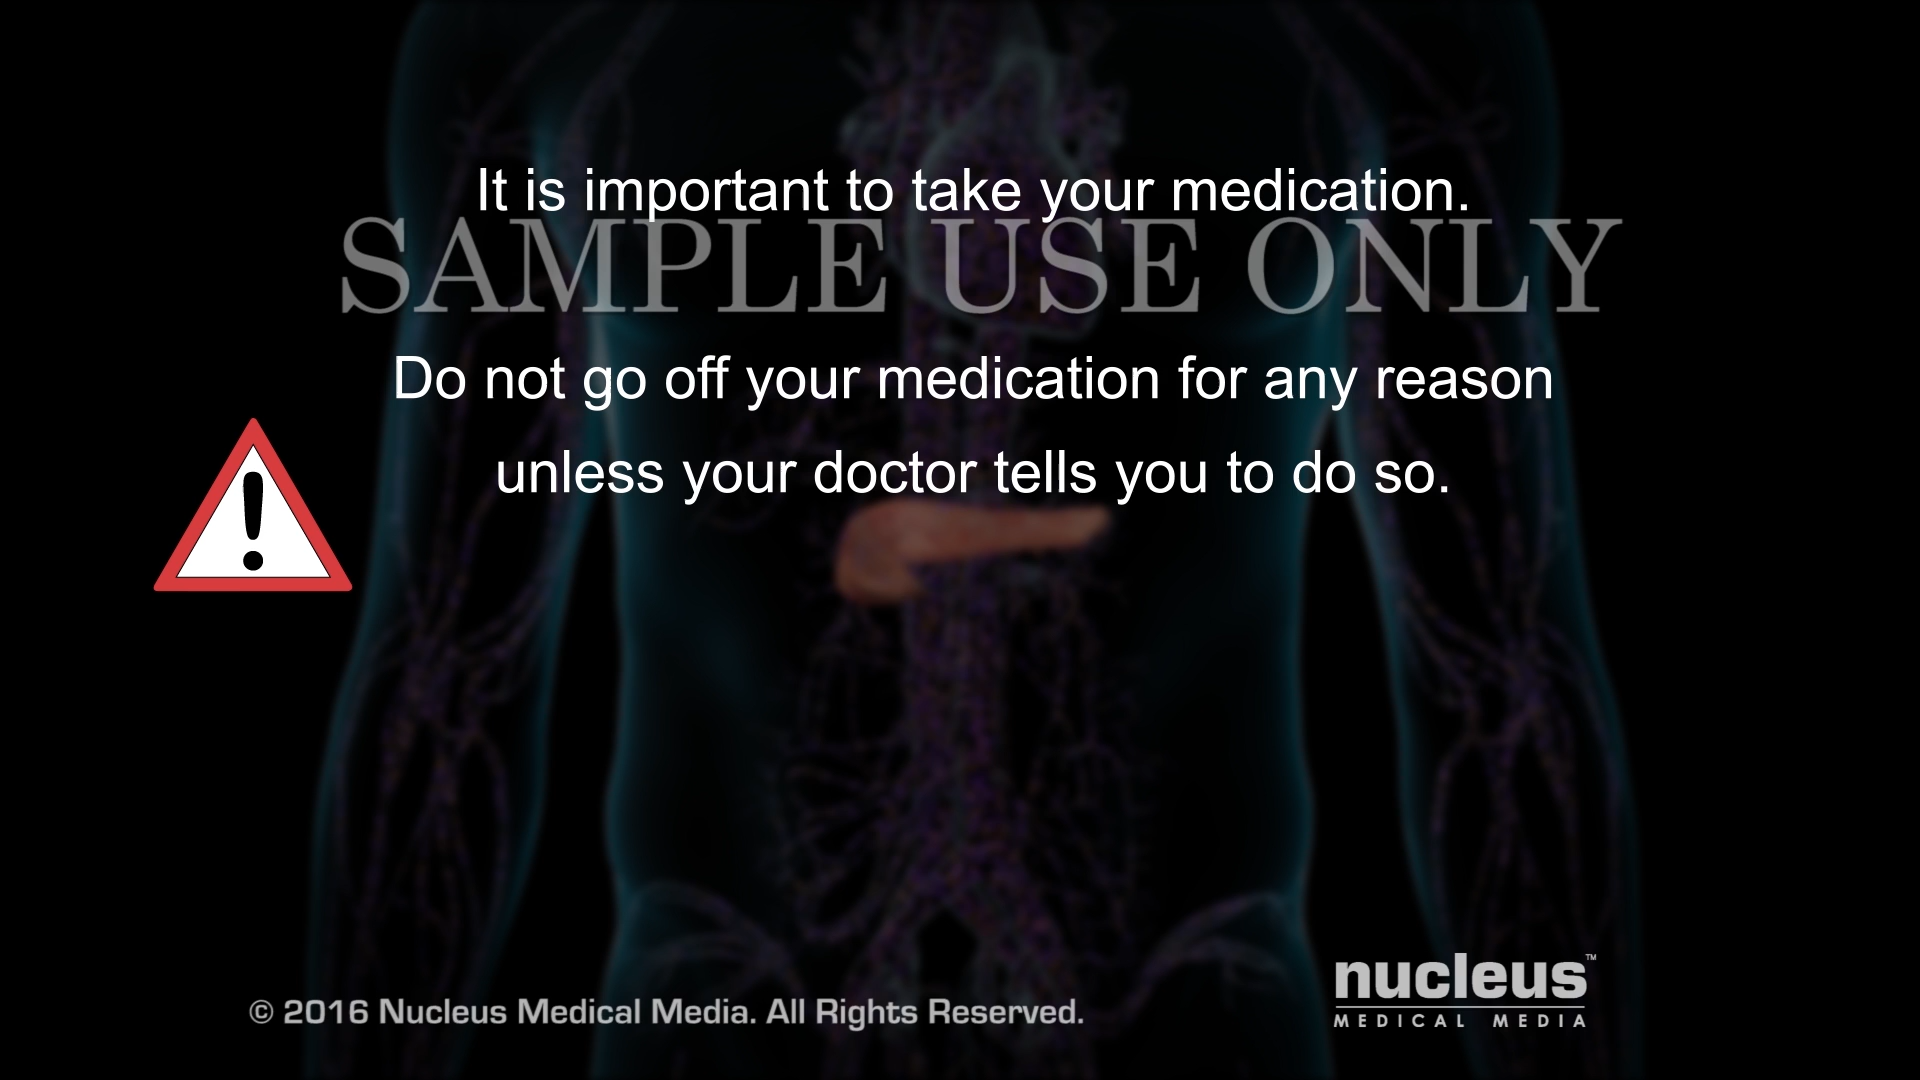 It is important to take your medication.
SAMPLE USE ONLY
Do not go off your medication for any reason
unless your doctor tells you to do so.
© 2016 Nucleus Medical Media. All Rights Reserved.
nucleus™
MEDICAL MEDIA